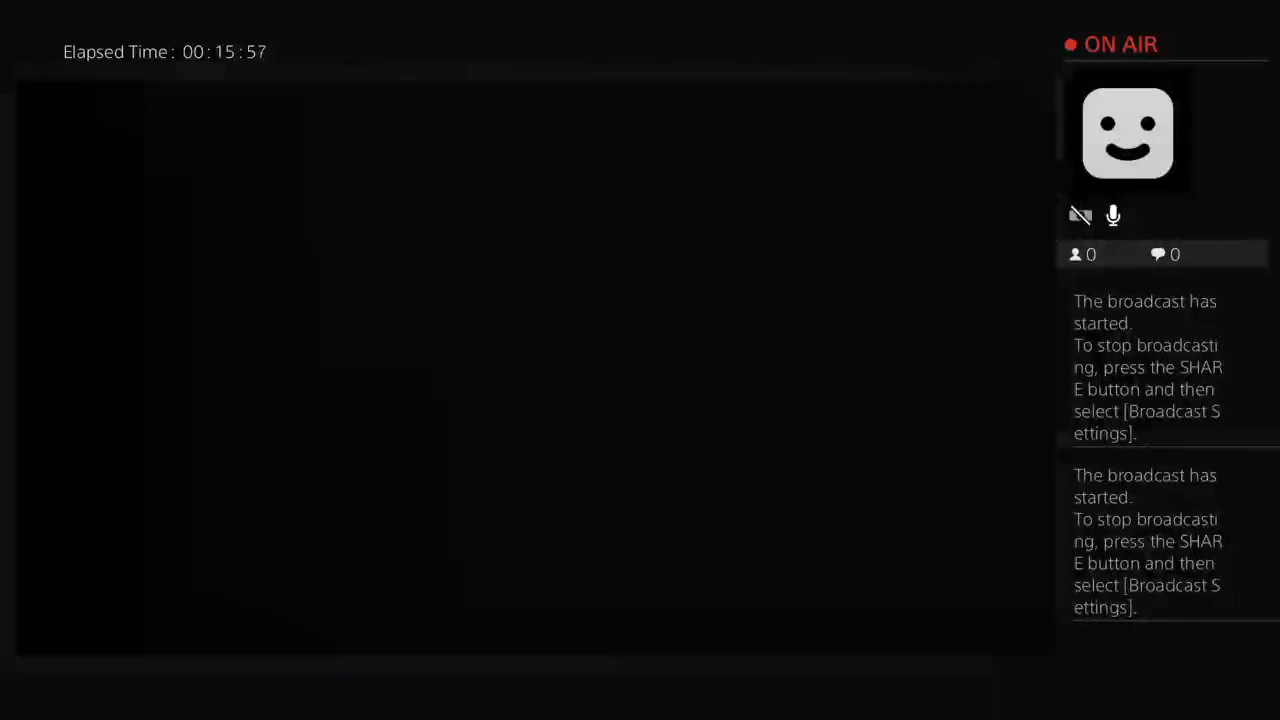 Elapsed Time: 00:15:57
ON AIR
0 0
The broadcast has
started.
To stop broadcasti
ng, press the SHAR
E button and then
select [Broadcast S
ettings].
The broadcast has
started.
To stop broadcasti
ng, press the SHAR
E button and then
select [Broadcast S
ettings].